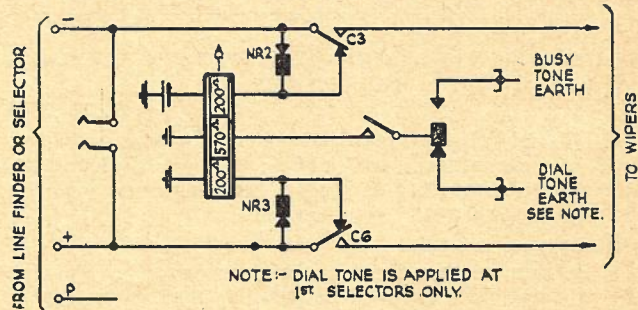 FROM LINE FINDER OR SELECTOR
−
NR2
C3
200Ω
570Ω
200Ω
BUSY
TONE
EARTH
DIAL
TONE
EARTH
SEE NOTE.
TO WIPERS
NR3
C6
+
P
NOTE:- DIAL TONE IS APPLIED AT
1ST SELECTORS ONLY.